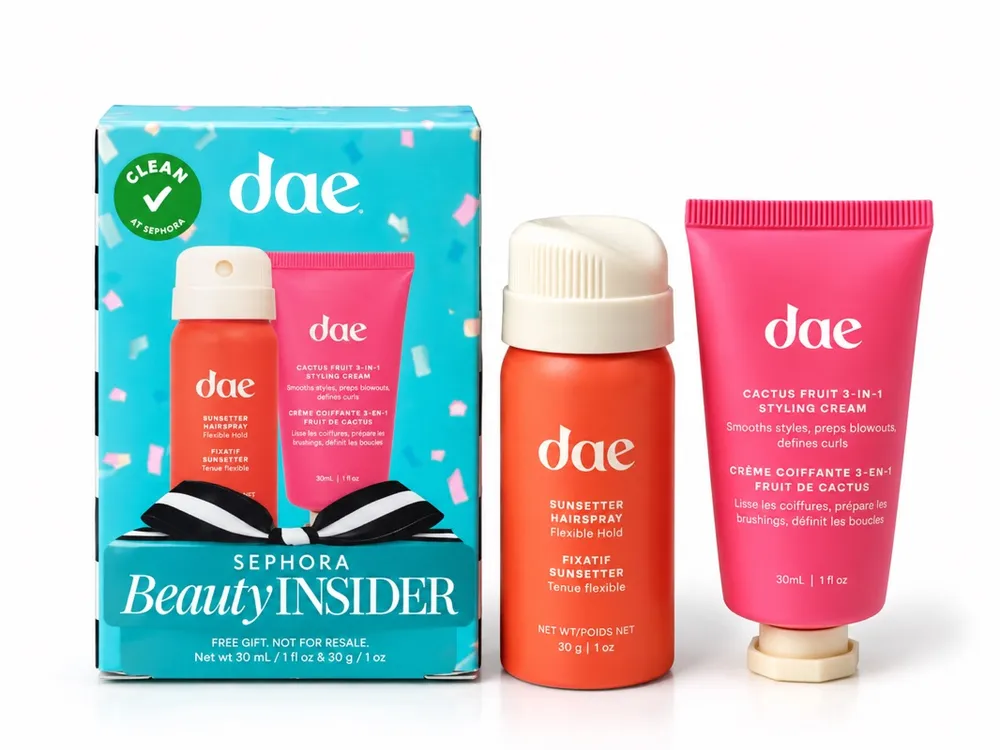 CLEAN
AT SEPHORA
dae
dae
SUNSETTER
HAIRSPRAY
Flexible Hold
FIXATIF
SUNSETTER
Tenue flexible
NET
dae
CACTUS FRUIT 3-IN-1
STYLING CREAM
Smooths styles, preps blowouts,
defines curls
CRÈME COIFFANTE 3-EN-1
FRUIT DE CACTUS
Lisse les coiffures, prépare les
brushings, définit les boucles
30mL | 1 fl oz
SEPHORA
Beauty INSIDER
FREE GIFT. NOT FOR RESALE.
Net wt 30 mL / 1 fl oz & 30 g / 1 oz
dae
SUNSETTER
HAIRSPRAY
Flexible Hold
FIXATIF
SUNSETTER
Tenue flexible
NET WT/POIDS NET
30 g | 1 oz
dae
CACTUS FRUIT 3-IN-1
STYLING CREAM
Smooths styles, preps blowouts,
defines curls
CRÈME COIFFANTE 3-EN-1
FRUIT DE CACTUS
Lisse les coiffures, prépare les
brushings, définit les boucles
30mL | 1 fl oz